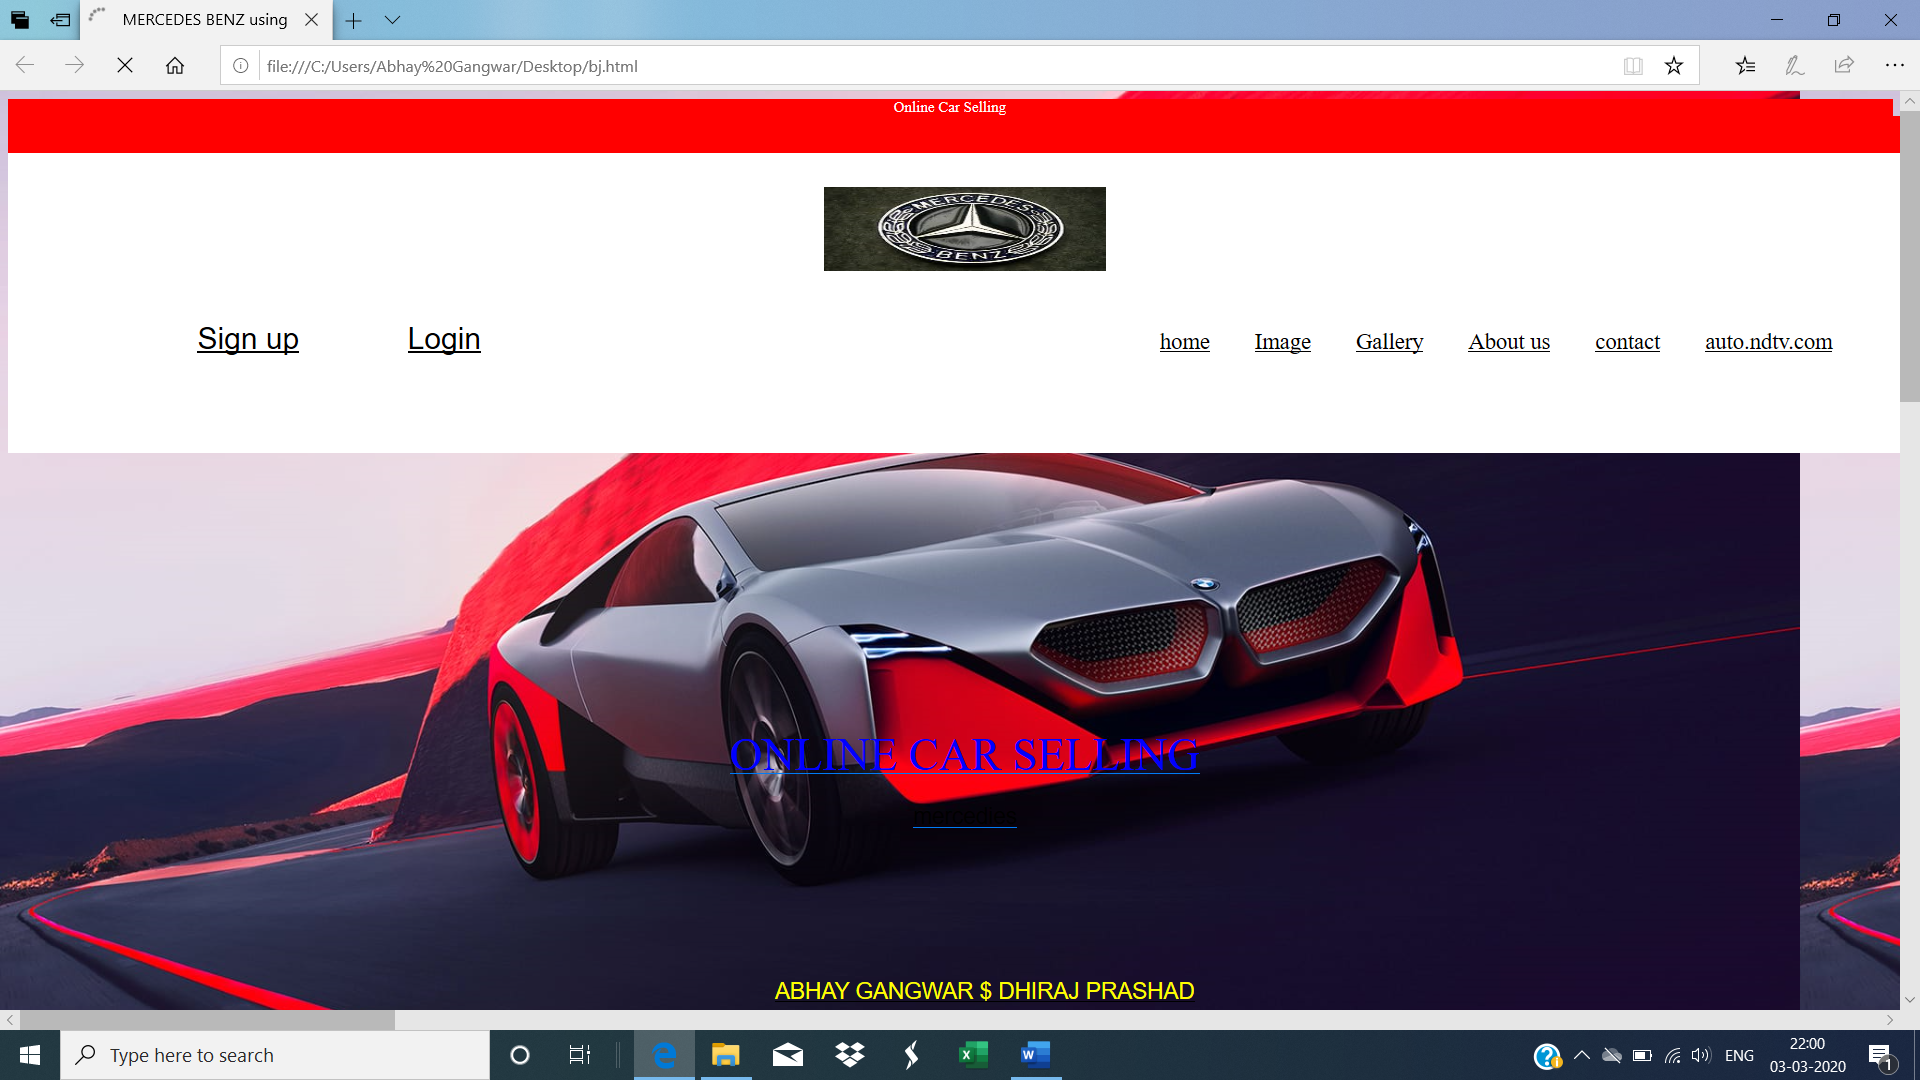 MERCEDES BENZ using
file:///C:/Users/Abhay%20Gangwar/Desktop/bj.html
Online Car Selling
MERCEDES
BENZ
Sign up Login home Image Gallery About us contact auto.ndtv.com
ONLINE CAR SELLING
mercedies
ABHAY GANGWAR $ DHIRAJ PRASHAD
Type here to search
ENG
22:00
03-03-2020
1